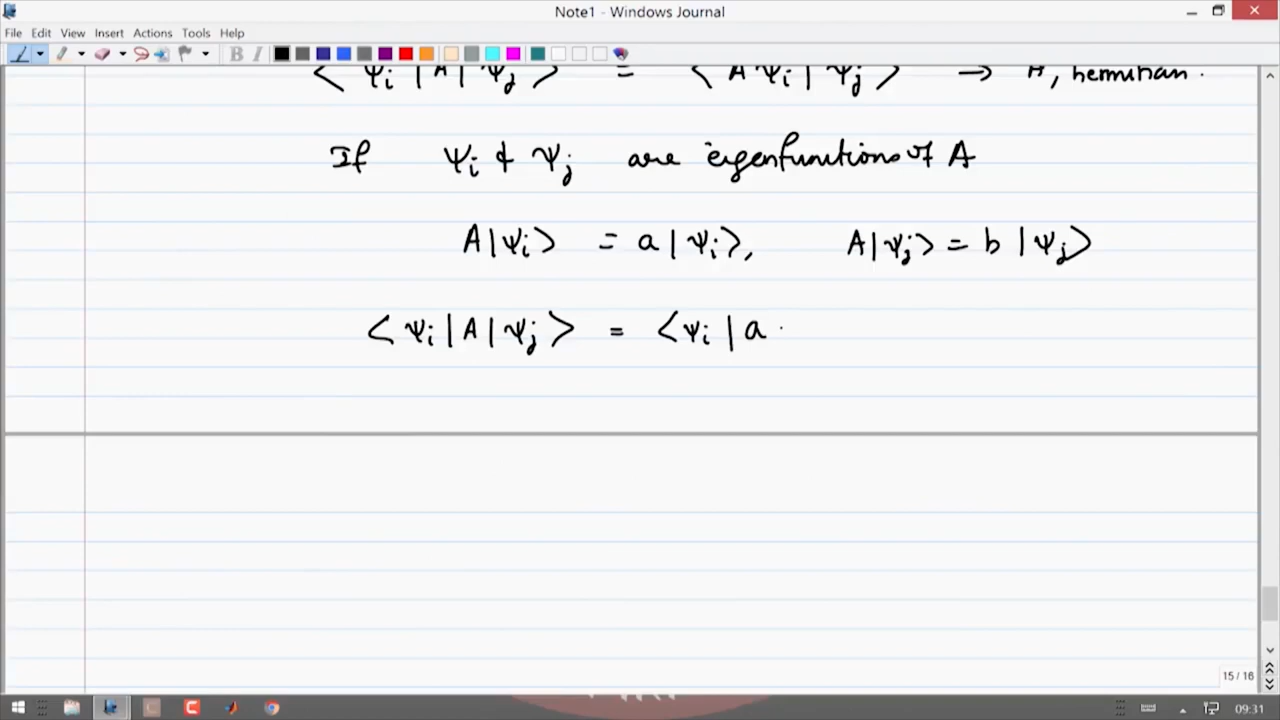 Note1 - Windows Journal
File Edit View Insert Actions Tools Help
B I
< Ψi | A | Ψj > = < A Ψi | Ψj > → A, hermitian.
If Ψi & Ψj are eigenfunctions of A
A|Ψi> = a|Ψi>, A|Ψj> = b|Ψj>
<Ψi|A|Ψj> = <Ψi|a
15 / 16
09:31